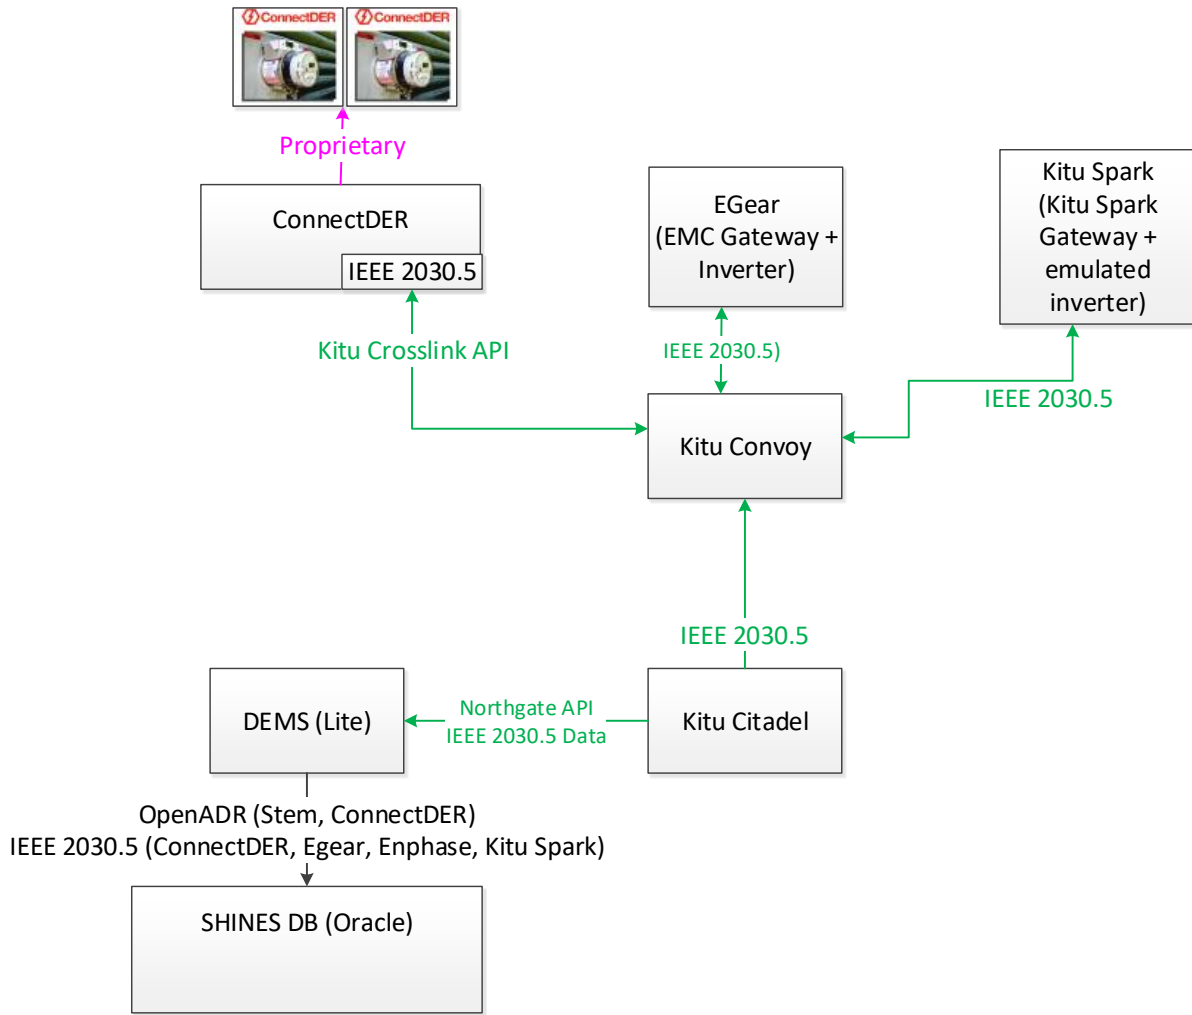 ConnectDER ConnectDER
Proprietary
ConnectDER
IEEE 2030.5
EGear
(EMC Gateway +
Inverter)
Kitu Spark
(Kitu Spark
Gateway +
emulated
inverter)
Kitu Crosslink API
IEEE 2030.5)
IEEE 2030.5
Kitu Convoy
IEEE 2030.5
DEMS (Lite)
Northgate API
IEEE 2030.5 Data
Kitu Citadel
OpenADR (Stem, ConnectDER)
IEEE 2030.5 (ConnectDER, Egear, Enphase, Kitu Spark)
SHINES DB (Oracle)